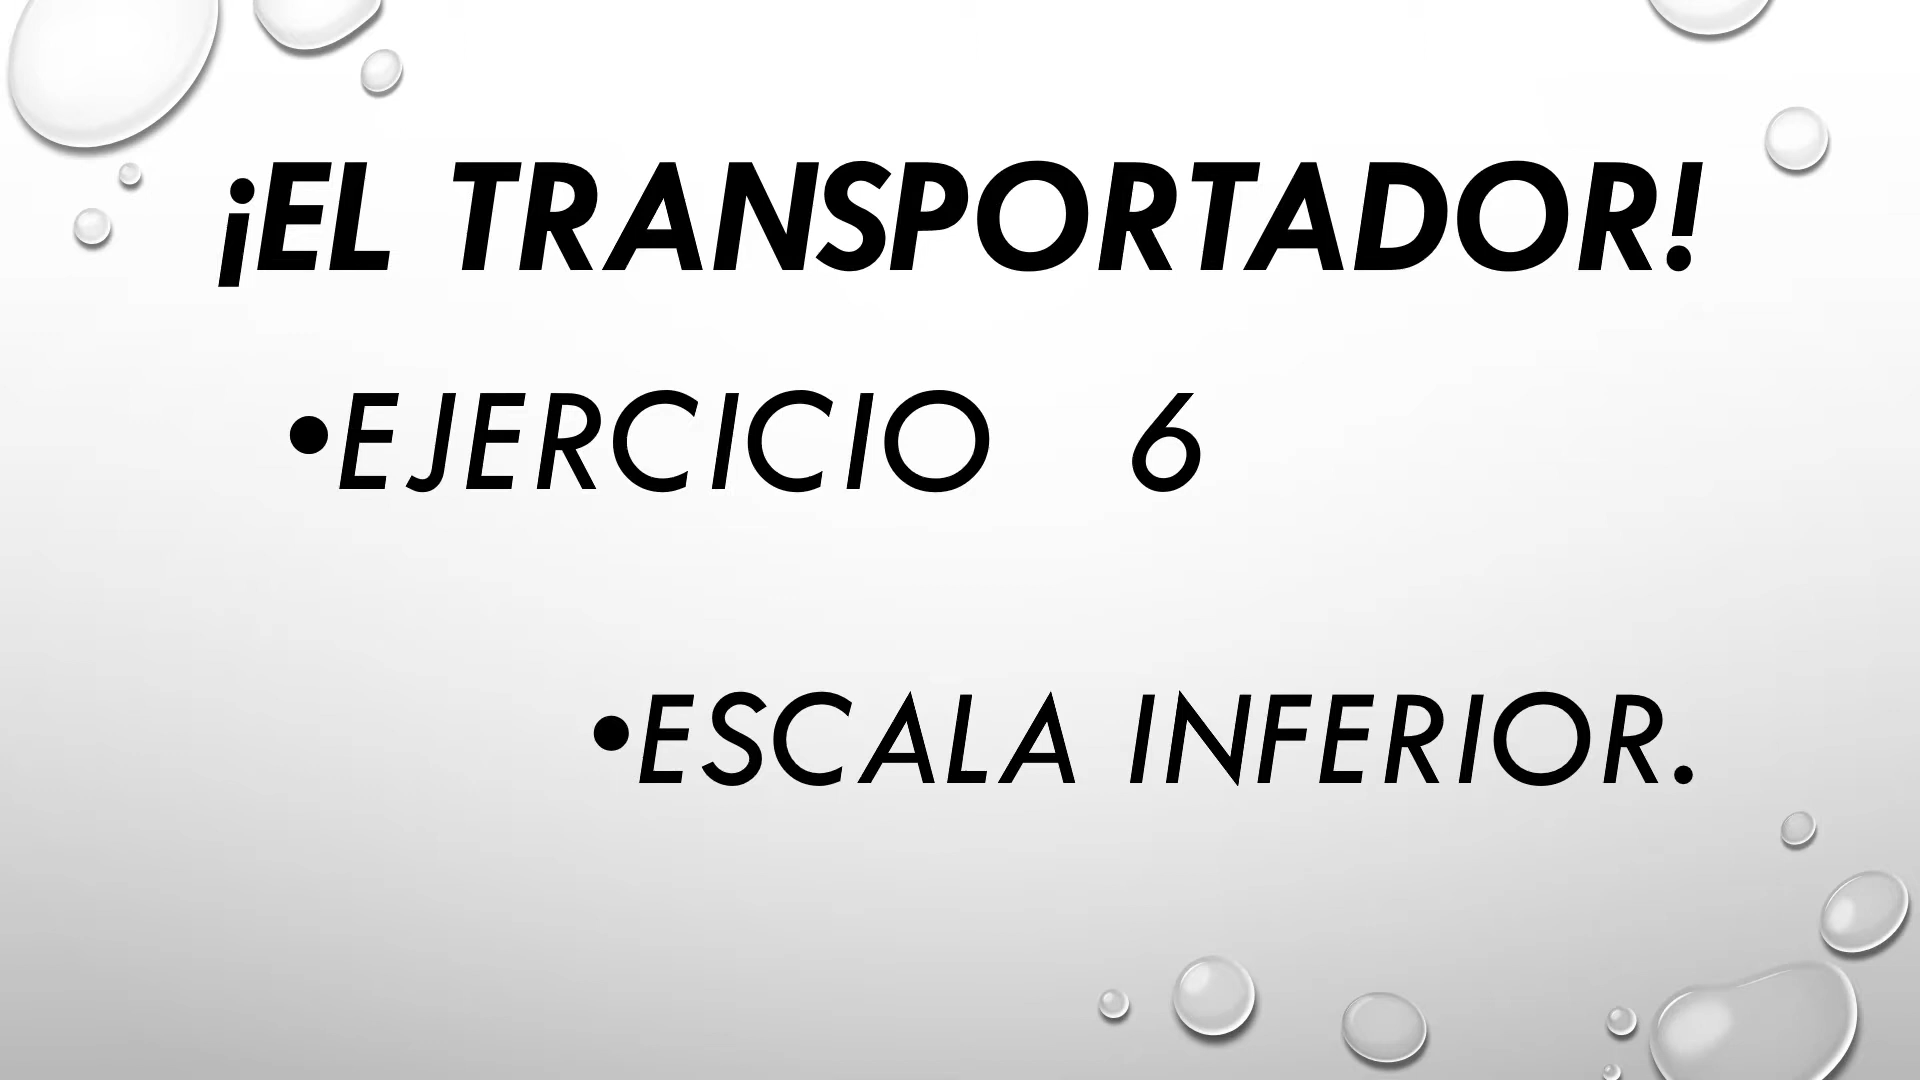 ¡EL TRANSPORTADOR!
•EJERCICIO 6
•ESCALA INFERIOR.